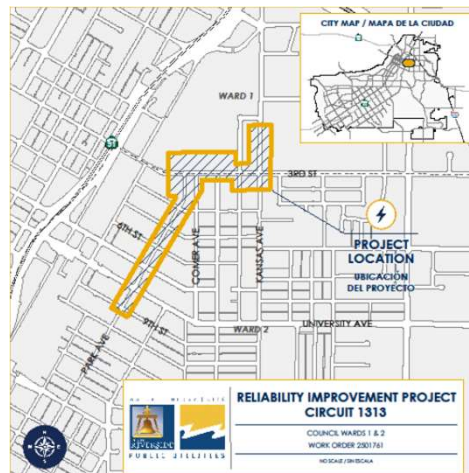 CITY MAP / MAPA DE LA CIUDAD
WARD 1
3RD ST
6TH ST
COMER AVE
KANSAS AVE
PROJECT
LOCATION
UBICACIÓN
DEL PROYECTO
9TH ST
WARD 2
UNIVERSITY AVE
PARK AVE
RIVERSIDE
PUBLIC UTILITIES
RELIABILITY IMPROVEMENT PROJECT
CIRCUIT 1313
COUNCIL WARDS 1 & 2
WORK ORDER 2501761
NO SCALE / SIN ESCALA